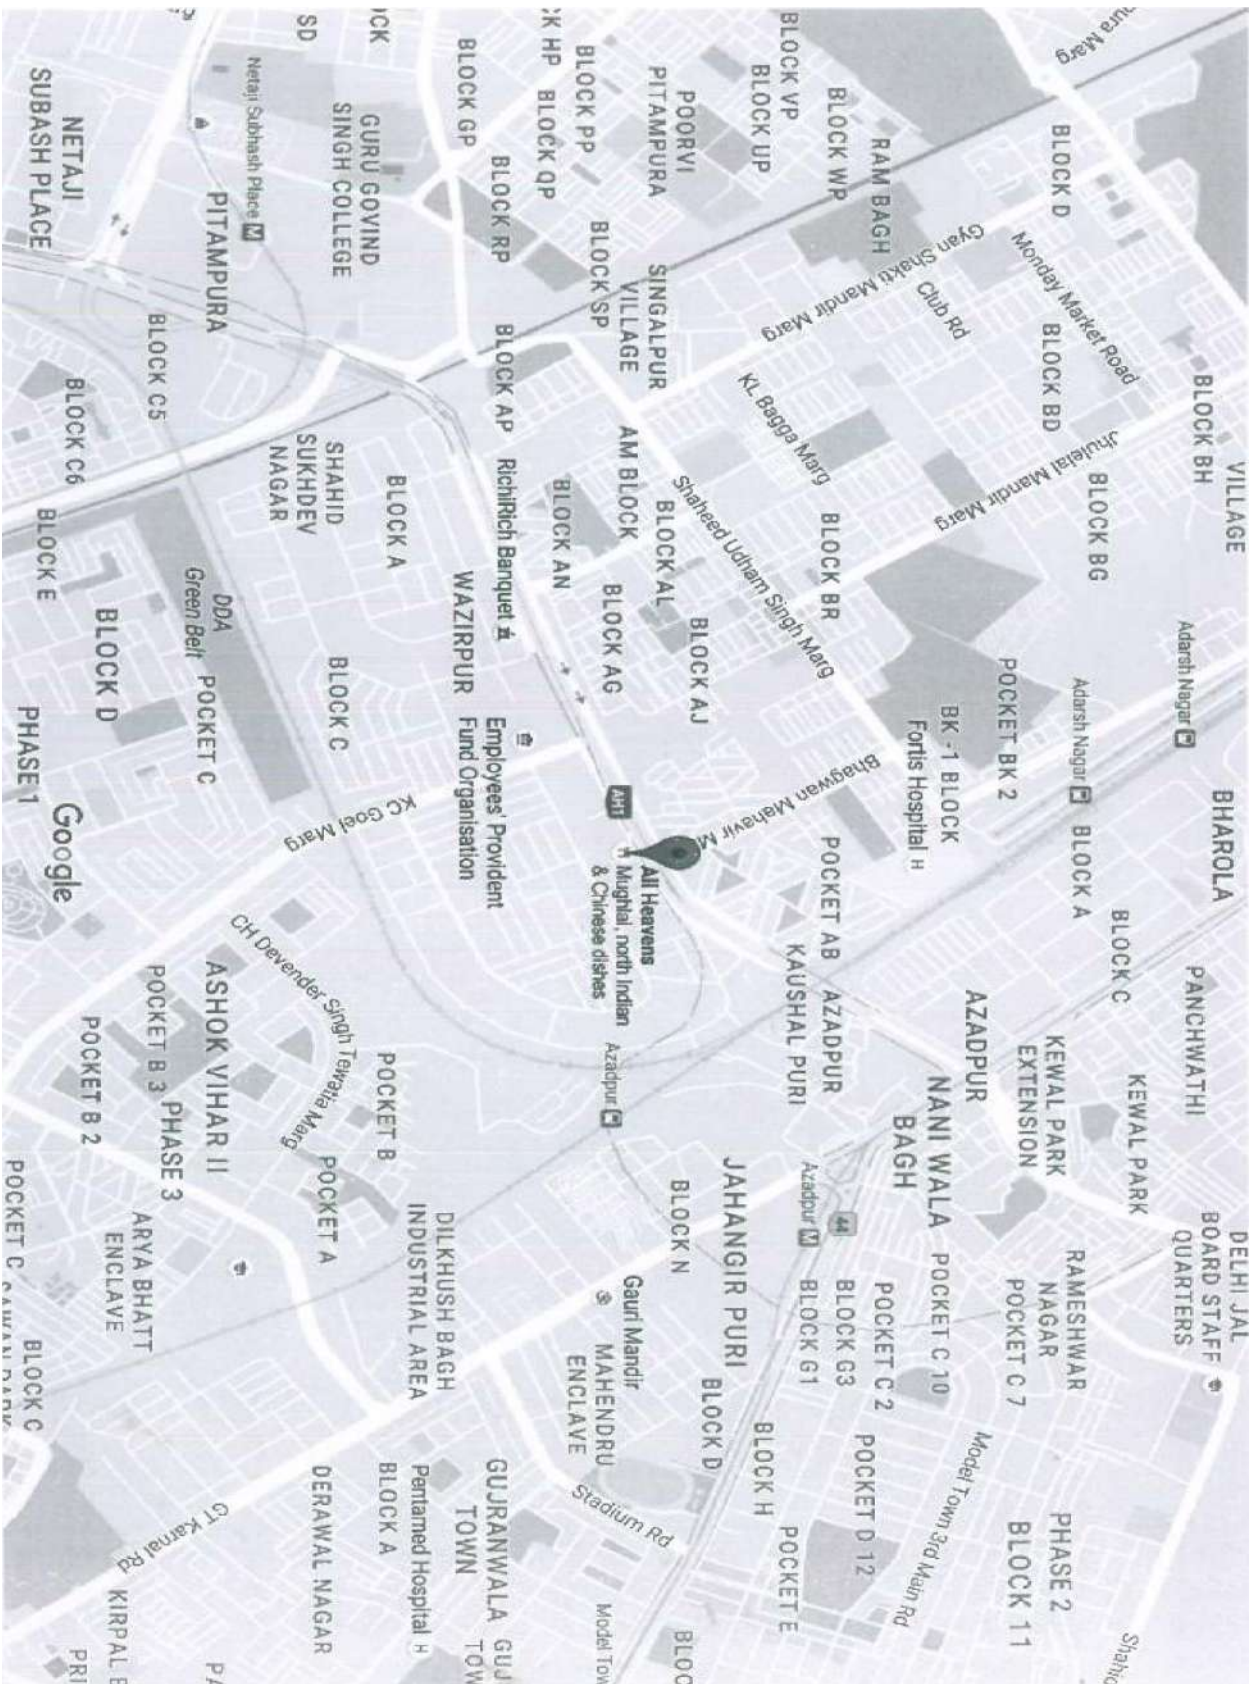 DELHI JAL
BOARD STAFF
QUARTERS
VILLAGE
BLOCK BH
BHAROLA
PANCHWATHI
Adarsh Nagar
KEWAL PARK
BLOCK C
Monday Market Road
Jhulelal Mandir Marg
BLOCK BG
Adarsh Nagar
BLOCK A
RAMESHWAR
NAGAR
KEWAL PARK
EXTENSION
BLOCK D
BLOCK BD
POCKET BK 2
POCKET C 7
PHASE 2
BLOCK 11
AZADPUR
Gyan Shakti Mandir Marg
Club Rd
BK -1 BLOCK
Fortis Hospital
NANI WALA
BAGH
POCKET C 10
Model Town 3rd Main Rd
RAM BAGH
POCKET C 2
POCKET D 12
BLOCK WP
BLOCK BR
POCKET AB
AZADPUR
KAUSHAL PURI
44
BLOCK G3
BLOCK VP
BLOCK UP
KL Bagga Marg
Shaheed Udham Singh Marg
Bhagwan Mahavir M
Azadpur
BLOCK G1
POCKET E
BLOCK H
POORVI
PITAMPURA
JAHANGIR PURI
BLOCK D
BLOCK AJ
BLOCK N
SINGALPUR
VILLAGE
BLOCK AL
AM BLOCK
All Heavens
Mughlai, north Indian
& Chinese dishes
AH1
Gauri Mandir
MAHENDRU
ENCLAVE
Stadium Rd
BLOCK AG
Azadpur
BLOCK PP
BLOCK SP
BLOCK QP
BLOCK AN
BLOCK RP
BLOCK AP
RichiRich Banquet
Employees' Provident
Fund Organisation
BLOCK GP
WAZIRPUR
GUJRANWALA
TOWN
DILKHUSH BAGH
INDUSTRIAL AREA
Pentamed Hospital
BLOCK A
BLOCK A
POCKET B
KC Goel Marg
GURU GOVIND
SINGH COLLEGE
BLOCK C
POCKET A
DERAWAL NAGAR
SHAHID
SUKHDEV
NAGAR
CH Devender Singh Tewatia Marg
Netaji Subhash Place
PITAMPURA
DDA
Green Belt
POCKET C
ASHOK VIHAR II
GT Karnal Rd
BLOCK C5
POCKET B 3
PHASE 3
ARYA BHATT
ENCLAVE
BLOCK D
POCKET B 2
NETAJI
SUBASH PLACE
BLOCK C6
BLOCK E
PHASE 1
Google
BLOCK C
POCKET C